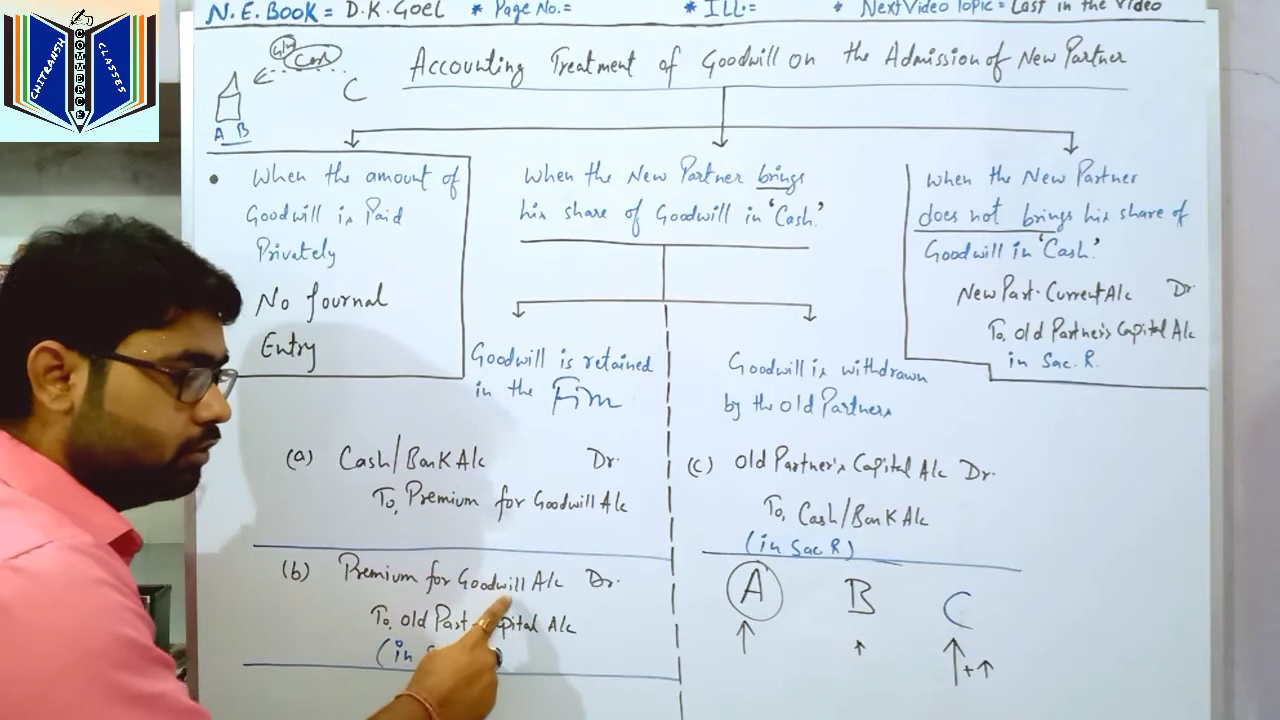 N.E. Book = D.K. Goel * Page No. = * ILL. = * Next Video Topic = Last in the Video
CHITRANSH COMMERCE CLASSES
G/W Cash
C
A B
Accounting Treatment of Goodwill on the Admission of New Partner
• When the amount of
Goodwill is Paid
Privately
No Journal
Entry
When the New Partner brings
his share of Goodwill in 'Cash.'
Goodwill is retained
in the Firm
Goodwill is withdrawn
by the old Partners
When the New Partner
does not brings his share of
Goodwill in 'Cash.'
New Part. Current A/c Dr.
To, old Partner's Capital A/c
in Sac. R.
(a) Cash/Bank A/c Dr.
To, Premium for Goodwill A/c
(b) Premium for Goodwill A/c Dr.
To, old Part. A/c
(in
(c) old Partner's Capital A/c Dr.
To, Cash/Bank A/c
(in Sac R)
A B C
+